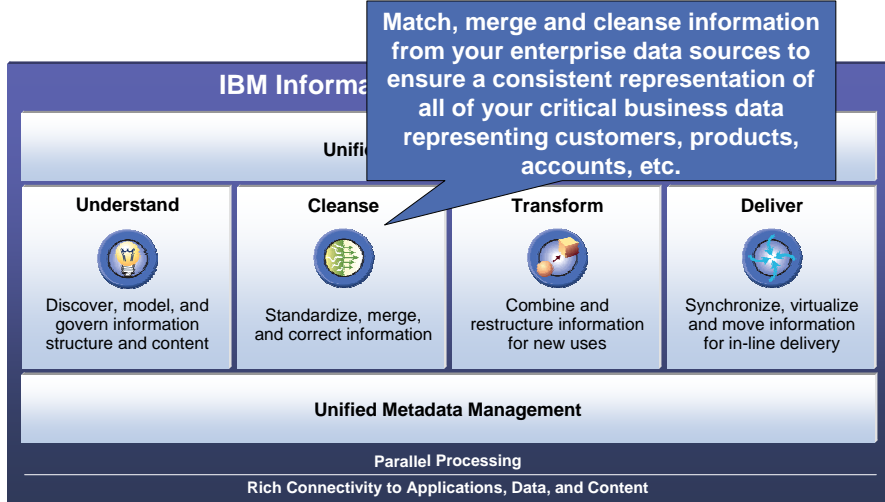 Match, merge and cleanse information
from your enterprise data sources to
ensure a consistent representation of
all of your critical business data
representing customers, products,
accounts, etc.
IBM
Understand
Discover, model, and
govern information
structure and content
Cleanse
Standardize, merge,
and correct information
Transform
Combine and
restructure information
for new uses
Deliver
Synchronize, virtualize
and move information
for in-line delivery
Unified Metadata Management
Parallel Processing
Rich Connectivity to Applications, Data, and Content